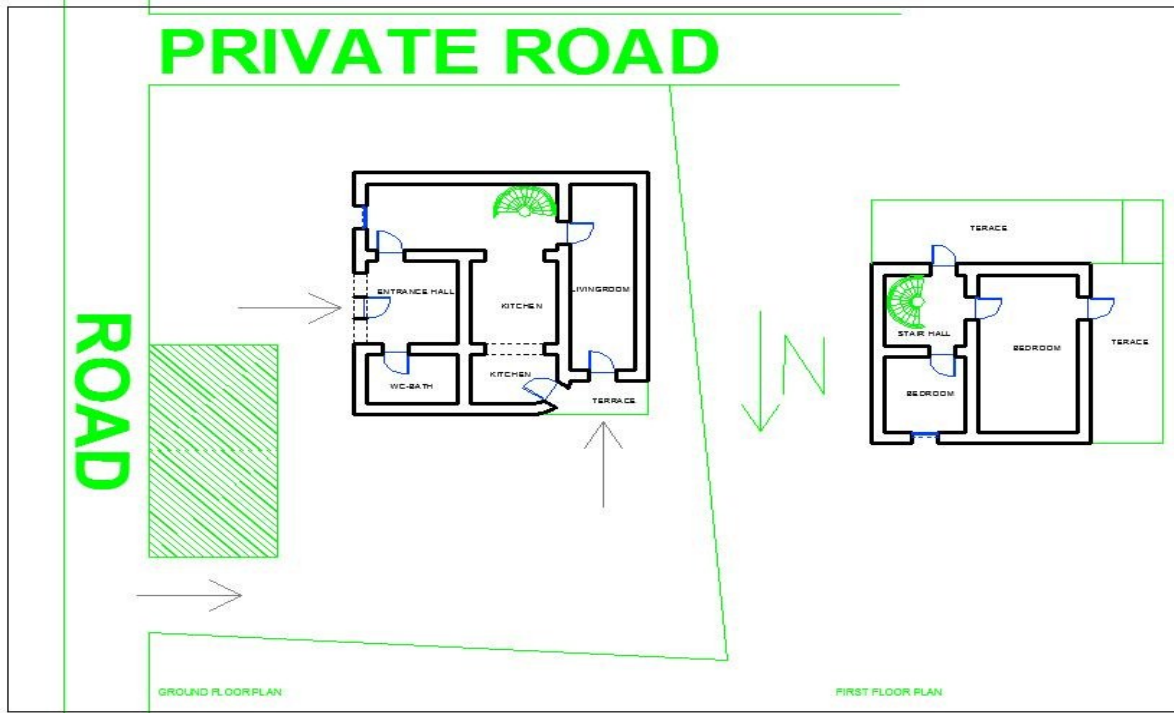 PRIVATE ROAD
ROAD
ENTRANCE HALL
KITCHEN
LIVINGROOM
WC-BATH
KITCHEN
TERRACE
N
TERACE
STAIR HALL
BEDROOM
TERACE
BEDROOM
GROUND FLOOR PLAN
FIRST FLOOR PLAN